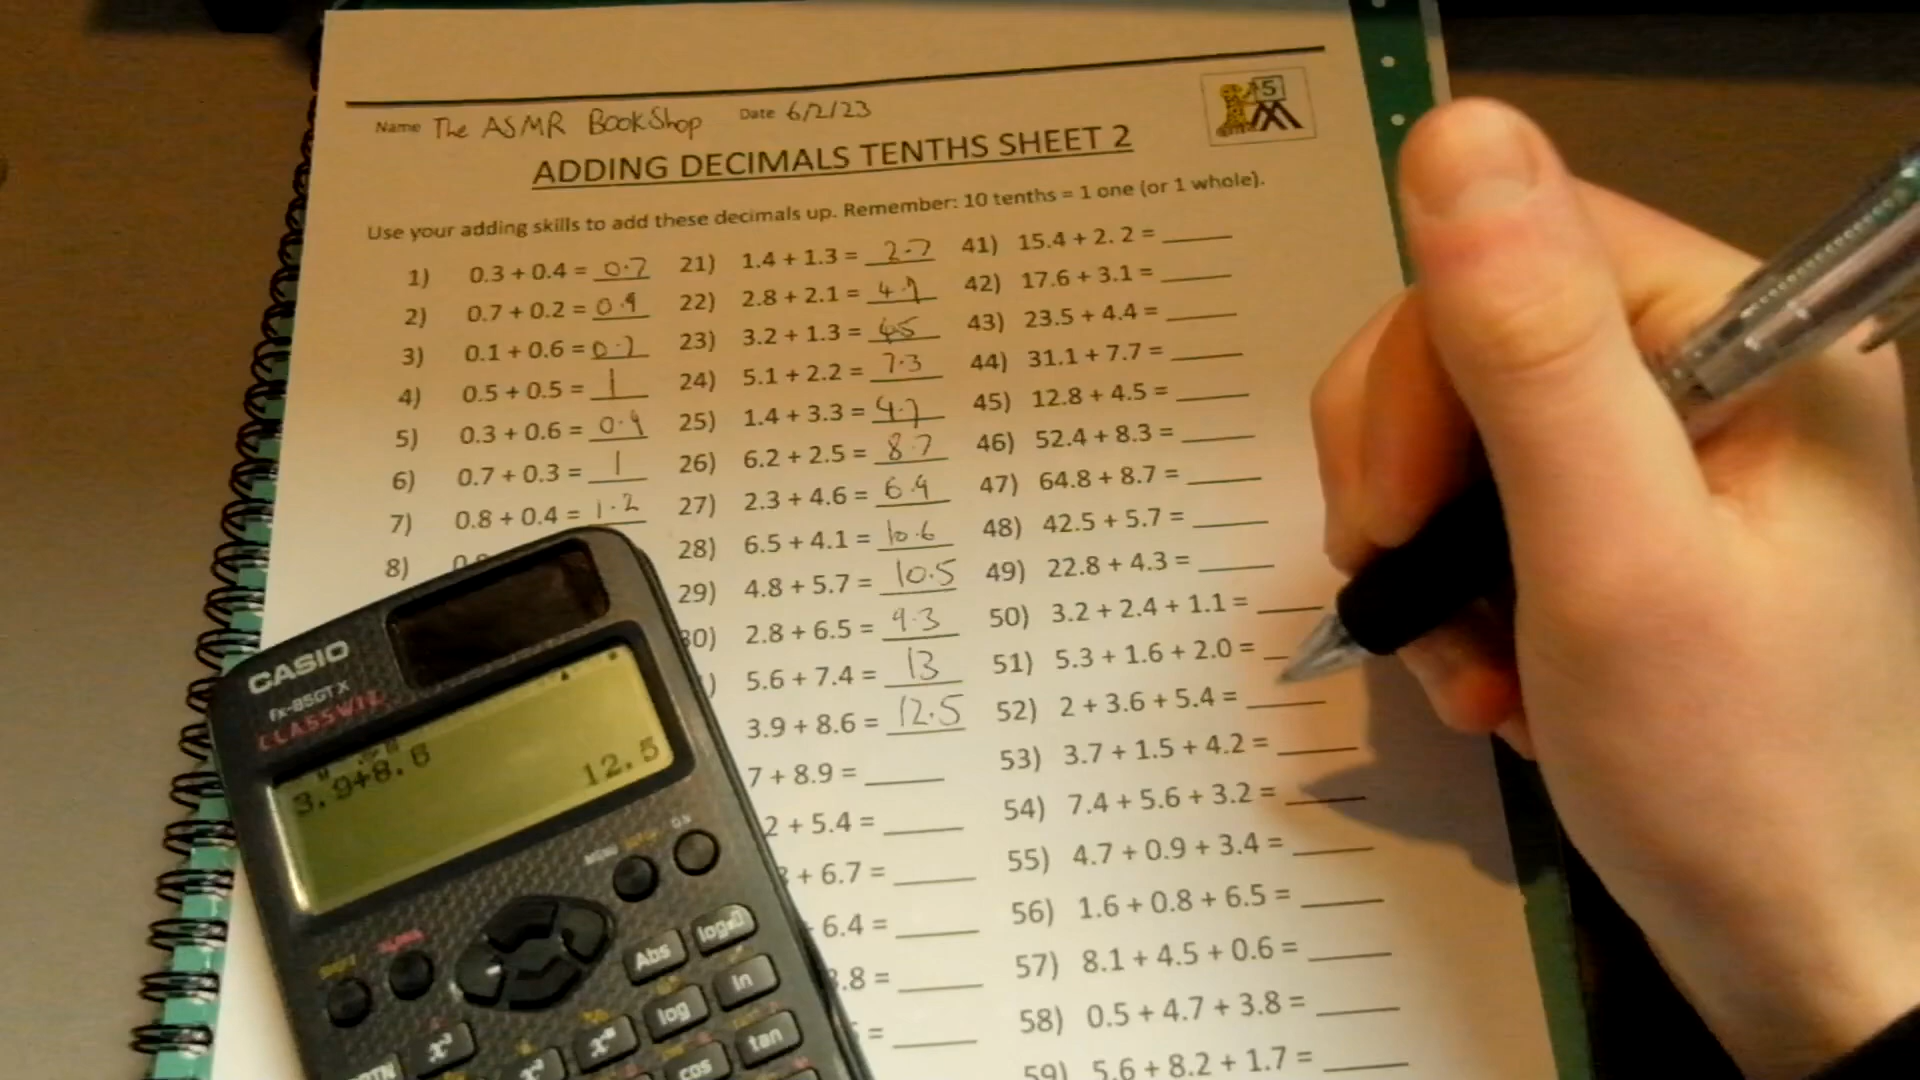 Name The ASMR BookShop Date 6/2/23
5
ADDING DECIMALS TENTHS SHEET 2
Use your adding skills to add these decimals up. Remember: 10 tenths = 1 one (or 1 whole).
1) 0.3 + 0.4 = 0.7
2) 0.7 + 0.2 = 0.9
3) 0.1 + 0.6 = 0.7
4) 0.5 + 0.5 = 1
5) 0.3 + 0.6 = 0.9
6) 0.7 + 0.3 = 1
7) 0.8 + 0.4 = 1.2
8)
21) 1.4 + 1.3 = 2.7
22) 2.8 + 2.1 = 4.9
23) 3.2 + 1.3 = 4.5
24) 5.1 + 2.2 = 7.3
25) 1.4 + 3.3 = 4.7
26) 6.2 + 2.5 = 8.7
27) 2.3 + 4.6 = 6.9
28) 6.5 + 4.1 = 10.6
29) 4.8 + 5.7 = 10.5
30) 2.8 + 6.5 = 9.3
) 5.6 + 7.4 = 13
3.9 + 8.6 = 12.5
7 + 8.9 =
2 + 5.4 =
+ 6.7 =
6.4 =
.8 =
=
41) 15.4 + 2. 2 =
42) 17.6 + 3.1 =
43) 23.5 + 4.4 =
44) 31.1 + 7.7 =
45) 12.8 + 4.5 =
46) 52.4 + 8.3 =
47) 64.8 + 8.7 =
48) 42.5 + 5.7 =
49) 22.8 + 4.3 =
50) 3.2 + 2.4 + 1.1 =
51) 5.3 + 1.6 + 2.0 =
52) 2 + 3.6 + 5.4 =
53) 3.7 + 1.5 + 4.2 =
54) 7.4 + 5.6 + 3.2 =
55) 4.7 + 0.9 + 3.4 =
56) 1.6 + 0.8 + 6.5 =
57) 8.1 + 4.5 + 0.6 =
58) 0.5 + 4.7 + 3.8 =
59) 5.6 + 8.2 + 1.7 =
CASIO
fx-85GT X
CLASSWIZ
3.9+8.6
12.5
MENU SETUP ON
SHIFT ALPHA
Abs
log
ln
tan
cos